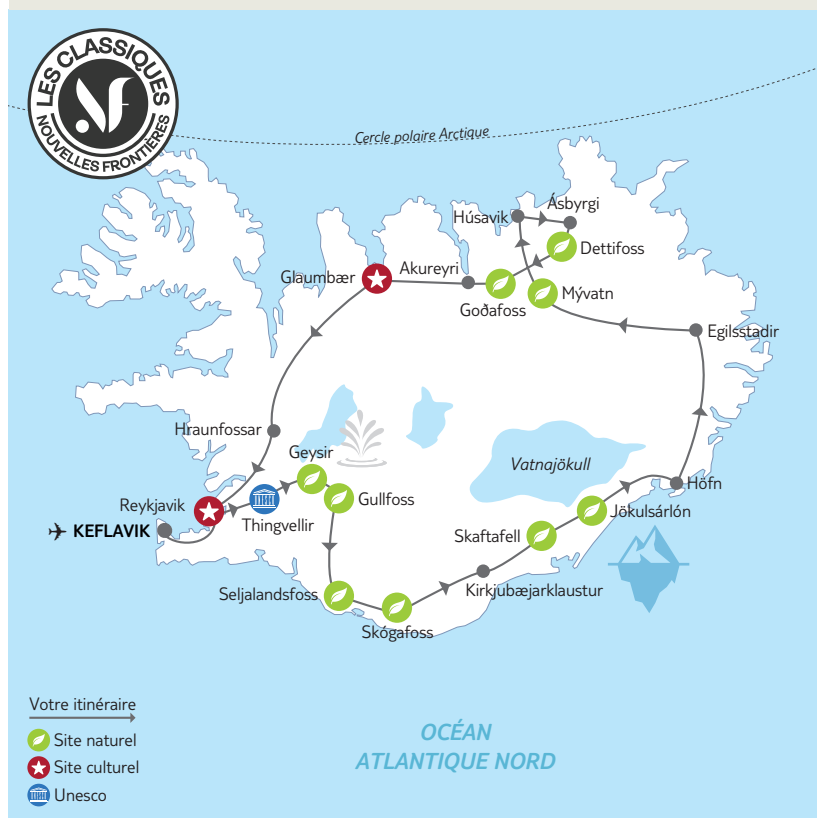 LES CLASSIQUES
NF
NOUVELLES FRONTIÈRES
Cercle polaire Arctique
Húsavik
Ásbyrgi
Dettifoss
Glaumbær
Akureyri
Goðafoss
Mývatn
Egilsstadir
Hraunfossar
Geysir
Vatnajökull
Reykjavik
Gullfoss
Höfn
KEFLAVIK
Thingvellir
Jökulsárlón
Skaftafell
Seljalandsfoss
Kirkjubæjarklaustur
Skógafoss
Votre itinéraire
Site naturel
Site culturel
Unesco
OCÉAN
ATLANTIQUE NORD